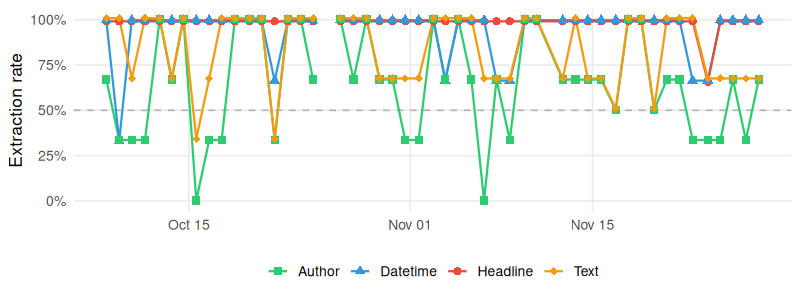 Extraction rate
100%
75%
50%
25%
0%
Oct 15 Nov 01 Nov 15
Author Datetime Headline Text